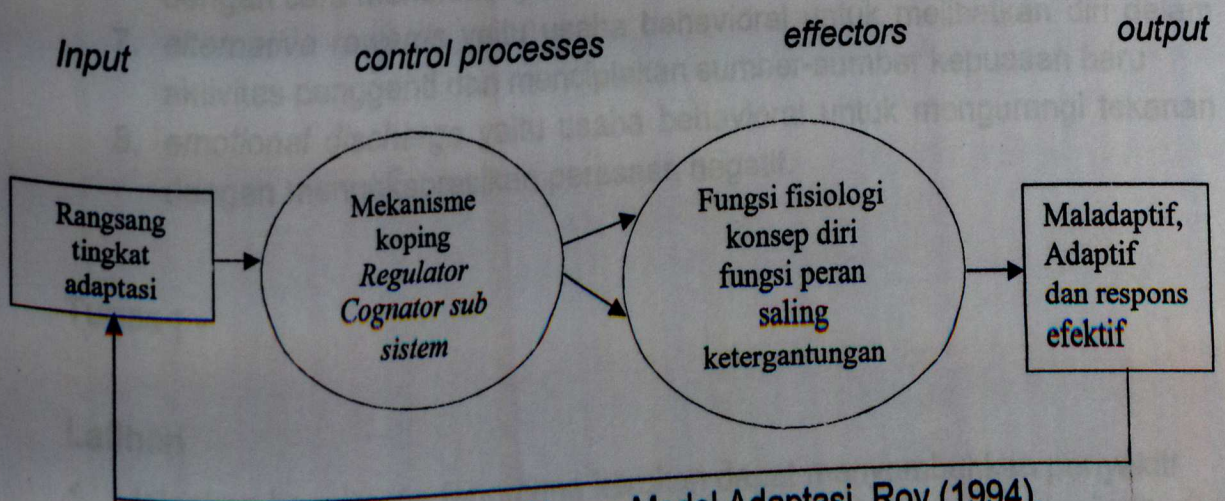 Input
control processes
effectors
output
Rangsang
tingkat
adaptasi
Mekanisme
koping
Regulator
Cognator sub
sistem
Fungsi fisiologi
konsep diri
fungsi peran
saling
ketergantungan
Maladaptif,
Adaptif
dan respons
efektif
Model Adaptasi, Roy (1994)